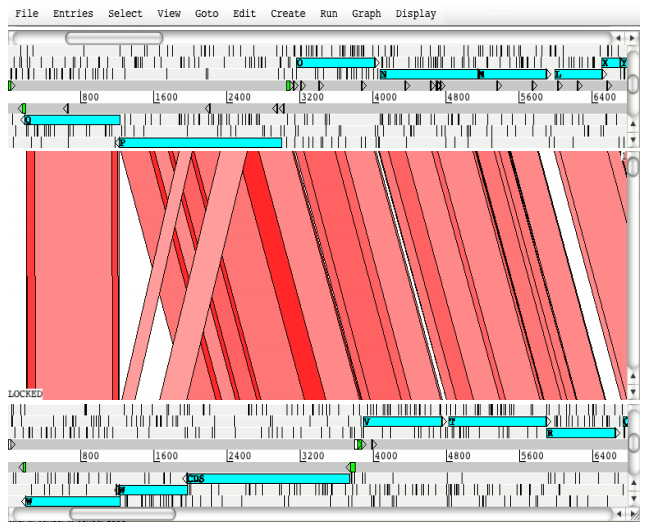 File Entries Select View Goto Edit Create Run Graph Display
O X Y
N M L
800 1600 2400 3200 4000 4800 5600 6400
Q
P
LOCKED
V T
R
800 1600 2400 3200 4000 4800 5600 6400
CDS
W
W